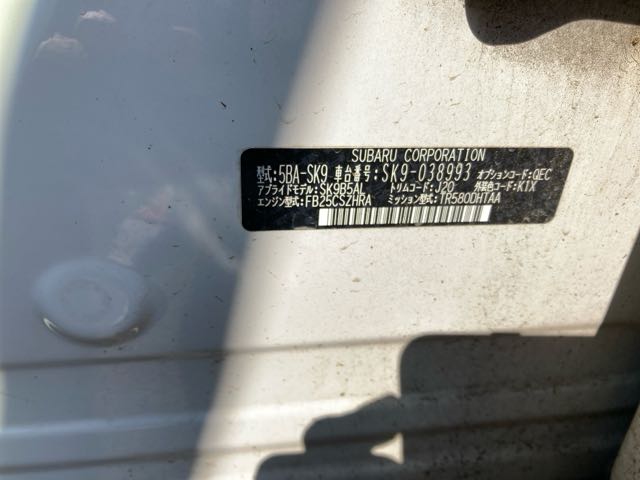 SUBARU CORPORATION
型式:5BA-SK9 車台番号:SK9-038993 オプションコード:QEC
アプライドモデル:SK9B5AL トリムコード:J20 外装色コード:K1X
エンジン型式:FB25CSZHRA ミッション型式:TR580DHTAA